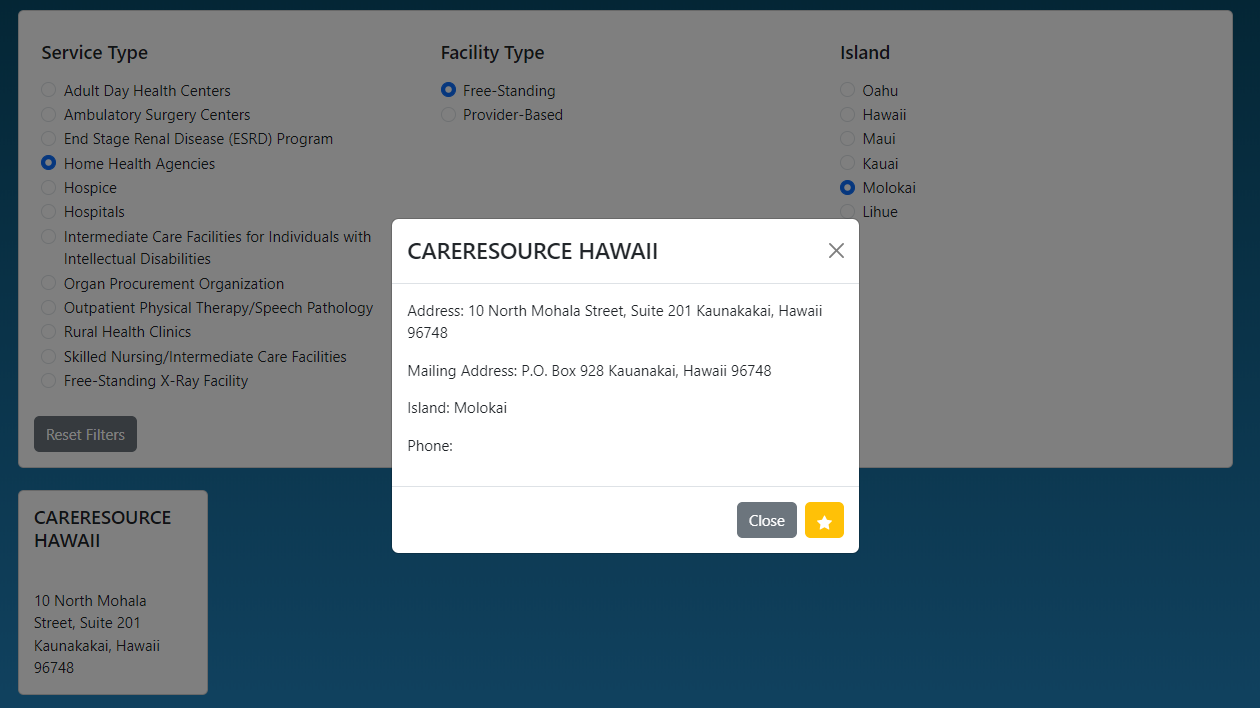 Service Type
Adult Day Health Centers
Ambulatory Surgery Centers
End Stage Renal Disease (ESRD) Program
Home Health Agencies
Hospice
Hospitals
Intermediate Care Facilities for Individuals with
Intellectual Disabilities
Organ Procurement Organization
Outpatient Physical Therapy/Speech Pathology
Rural Health Clinics
Skilled Nursing/Intermediate Care Facilities
Free-Standing X-Ray Facility
Reset Filters
Facility Type
Free-Standing
Provider-Based
Island
Oahu
Hawaii
Maui
Kauai
Molokai
Lihue
CARERESOURCE HAWAII
Address: 10 North Mohala Street, Suite 201 Kaunakakai, Hawaii
96748
Mailing Address: P.O. Box 928 Kauanakai, Hawaii 96748
Island: Molokai
Phone:
Close
CARERESOURCE
HAWAII
10 North Mohala
Street, Suite 201
Kaunakakai, Hawaii
96748